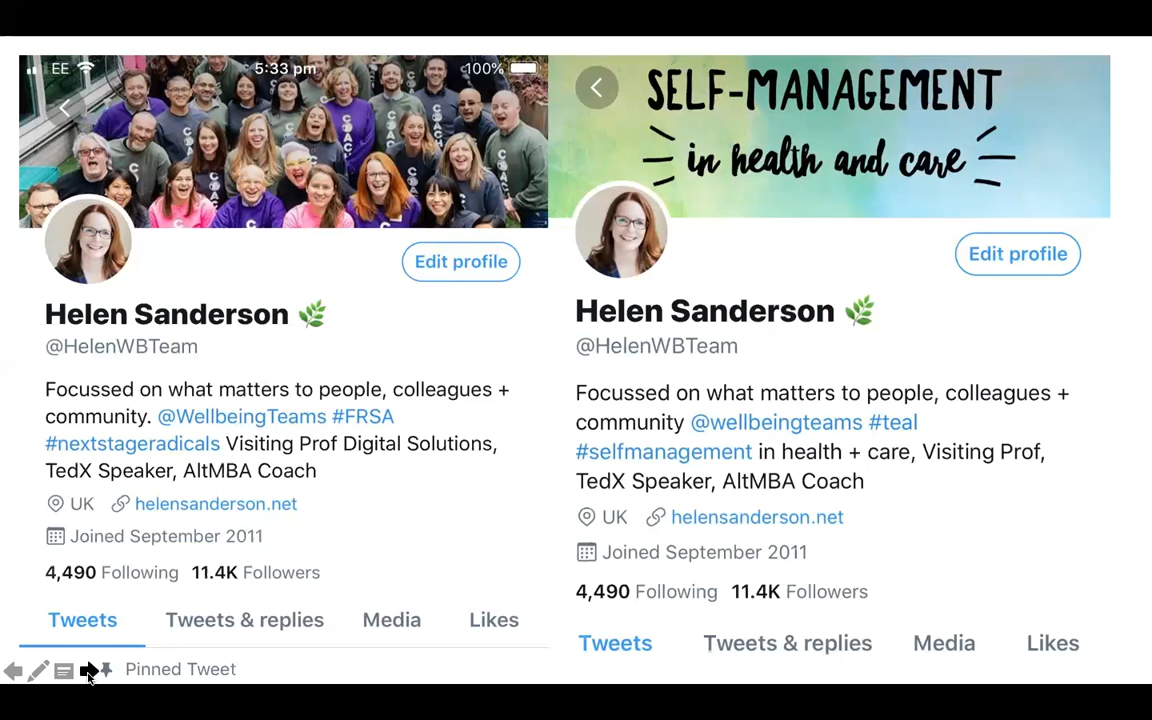 EE 5:33 pm 100%
Edit profile
Helen Sanderson
@HelenWBTeam
Focussed on what matters to people, colleagues +
community. @WellbeingTeams #FRSA
#nextstageradicals Visiting Prof Digital Solutions,
TedX Speaker, AltMBA Coach
UK helensanderson.net
Joined September 2011
4,490 Following 11.4K Followers
Tweets Tweets & replies Media Likes
Pinned Tweet
SELF-MANAGEMENT
in health and care
Edit profile
Helen Sanderson
@HelenWBTeam
Focussed on what matters to people, colleagues +
community @wellbeingteams #teal
#selfmanagement in health + care, Visiting Prof,
TedX Speaker, AltMBA Coach
UK helensanderson.net
Joined September 2011
4,490 Following 11.4K Followers
Tweets Tweets & replies Media Likes